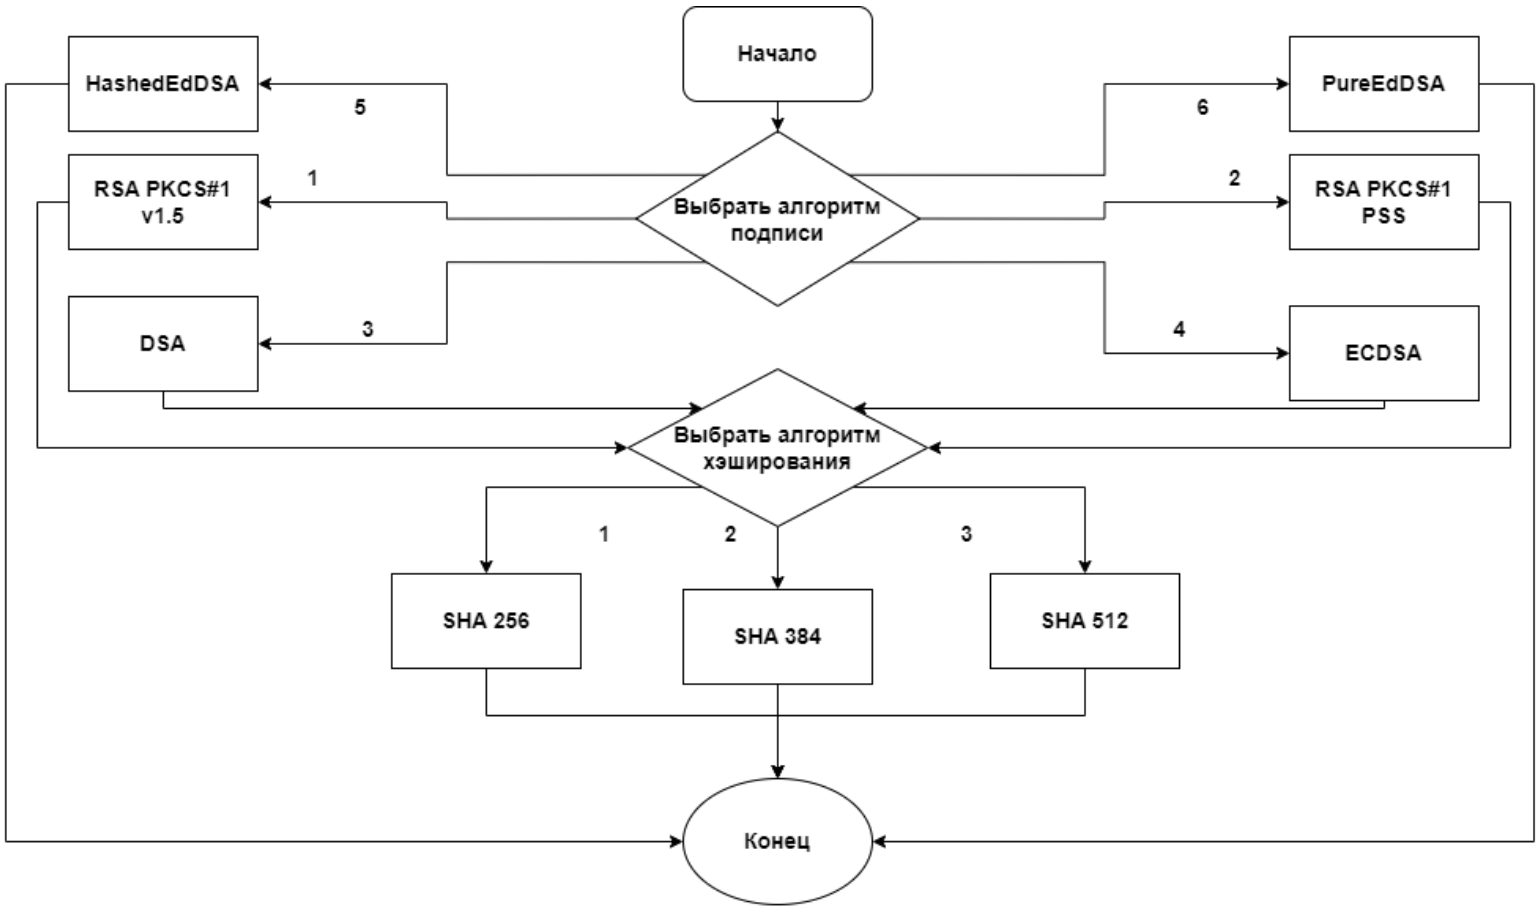 Начало
HashedEdDSA
PureEdDSA
5
6
RSA PKCS#1
v1.5
1
2
RSA PKCS#1
PSS
Выбрать алгоритм
подписи
DSA
3
4
ECDSA
Выбрать алгоритм
хэширования
1
2
3
SHA 256
SHA 384
SHA 512
Конец